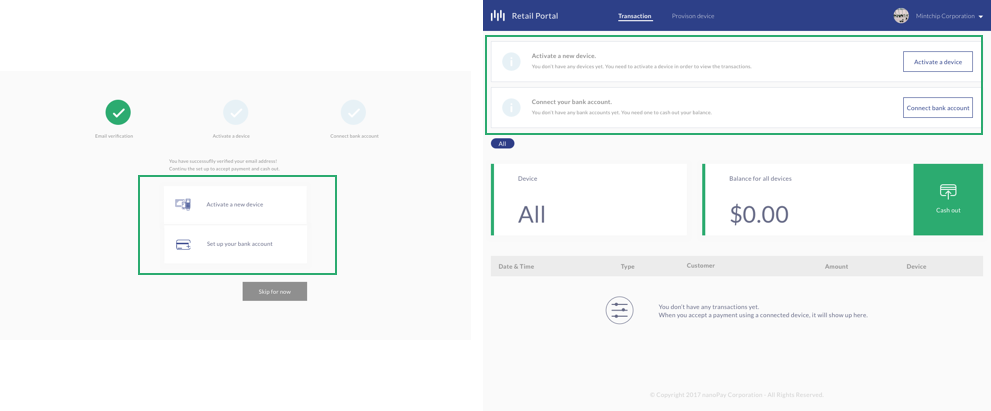 Email verification
Activate a device
Connect bank account
You have successfully verified your email address!
Continu the set up to accept payment and cash out.
Activate a new device
Set up your bank account
Skip for now
Retail Portal
Transaction
Provison device
Mintchip Corporation
Activate a new device.
You don't have any devices yet. You need to activate a device in order to view the transactions.
Activate a device
Connect your bank account.
You don't have any bank accounts yet. You need one to cash out your balance.
Connect bank account
All
Device
All
Balance for all devices
$0.00
Cash out
Date & Time
Type
Customer
Amount
Device
You don't have any transactions yet.
When you accept a payment using a connected device, it will show up here.
© Copyright 2017 nanoPay Corporation - All Rights Reserved.